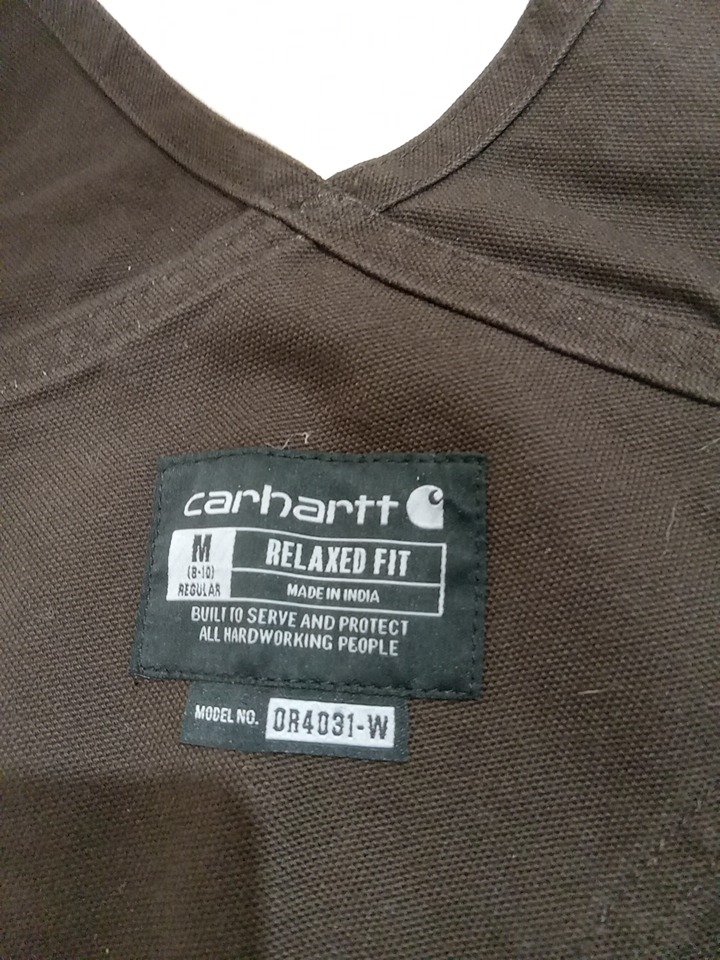 carhartt
M
(8-10)
REGULAR
RELAXED FIT
MADE IN INDIA
BUILT TO SERVE AND PROTECT
ALL HARDWORKING PEOPLE
MODEL NO. OR4031-W